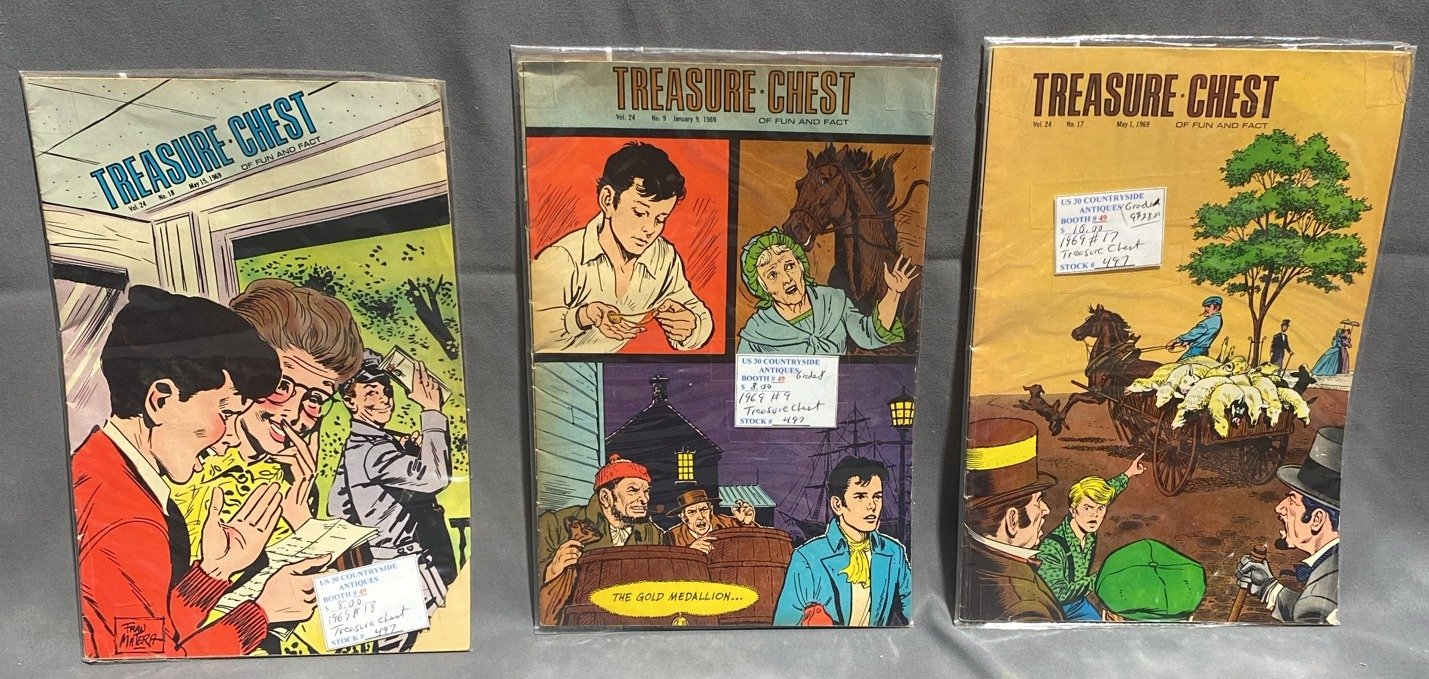 TREASURE · CHEST
OF FUN AND FACT
Vol. 24 No. 18 May 15, 1969
FRAN
MATERA
US 30 COUNTRYSIDE
ANTIQUES
BOOTH # 49
$ 8.00
1969 # 18
Treasure Chest
STOCK # 497
TREASURE · CHEST
Vol. 24 No. 9 January 9, 1969 OF FUN AND FACT
US 30 COUNTRYSIDE
ANTIQUES
BOOTH # 49
$ 8.00
1969 # 9
Treasure Chest
STOCK # 497
THE GOLD MEDALLION...
TREASURE · CHEST
Vol. 24 No. 17 May 1, 1969 OF FUN AND FACT
US 30 COUNTRYSIDE
ANTIQUES Graded
BOOTH # 49
$ 10.00
1969 # 17
Treasure Chest
STOCK # 497